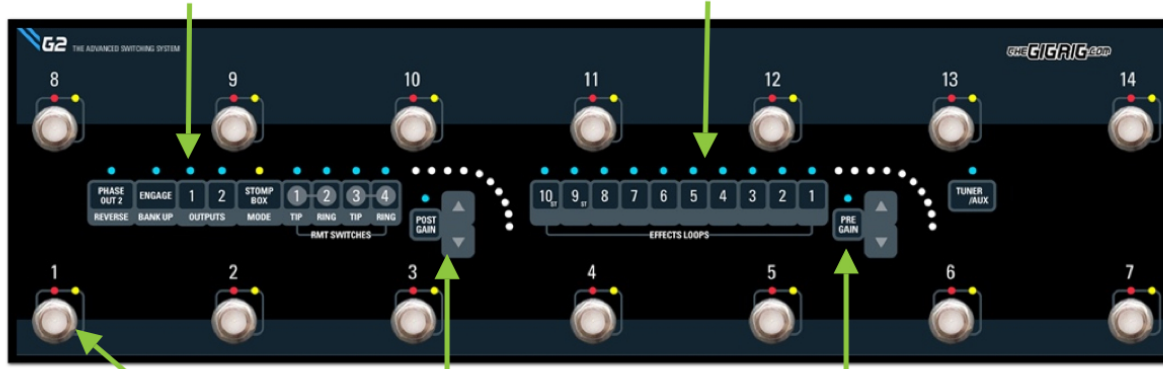 G2 THE ADVANCED SWITCHING SYSTEM
THEGIGRIG.COM
8 9 10 11 12 13 14
PHASE OUT 2 ENGAGE 1 2 STOMP BOX 1 2 3 4
REVERSE BANK UP OUTPUTS MODE TIP RING TIP RING
RMT SWITCHES
POST GAIN
10 ST 9 ST 8 7 6 5 4 3 2 1
EFFECTS LOOPS
PRE GAIN
TUNER /AUX
1 2 3 4 5 6 7